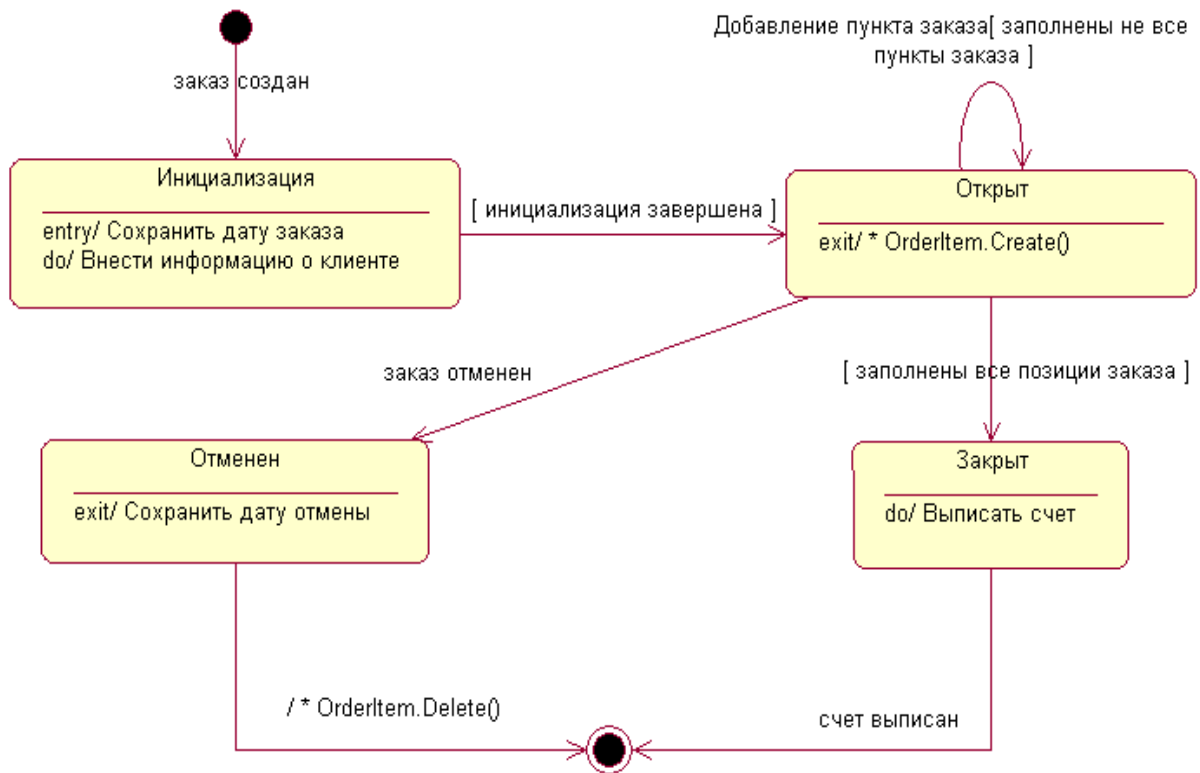 Добавление пункта заказа[ заполнены не все
пункты заказа ]
заказ создан
Инициализация
entry/ Сохранить дату заказа
do/ Внести информацию о клиенте
[ инициализация завершена ]
Открыт
exit/ * OrderItem.Create()
заказ отменен
[ заполнены все позиции заказа ]
Отменен
exit/ Сохранить дату отмены
Закрыт
do/ Выписать счет
/ * OrderItem.Delete()
счет выписан